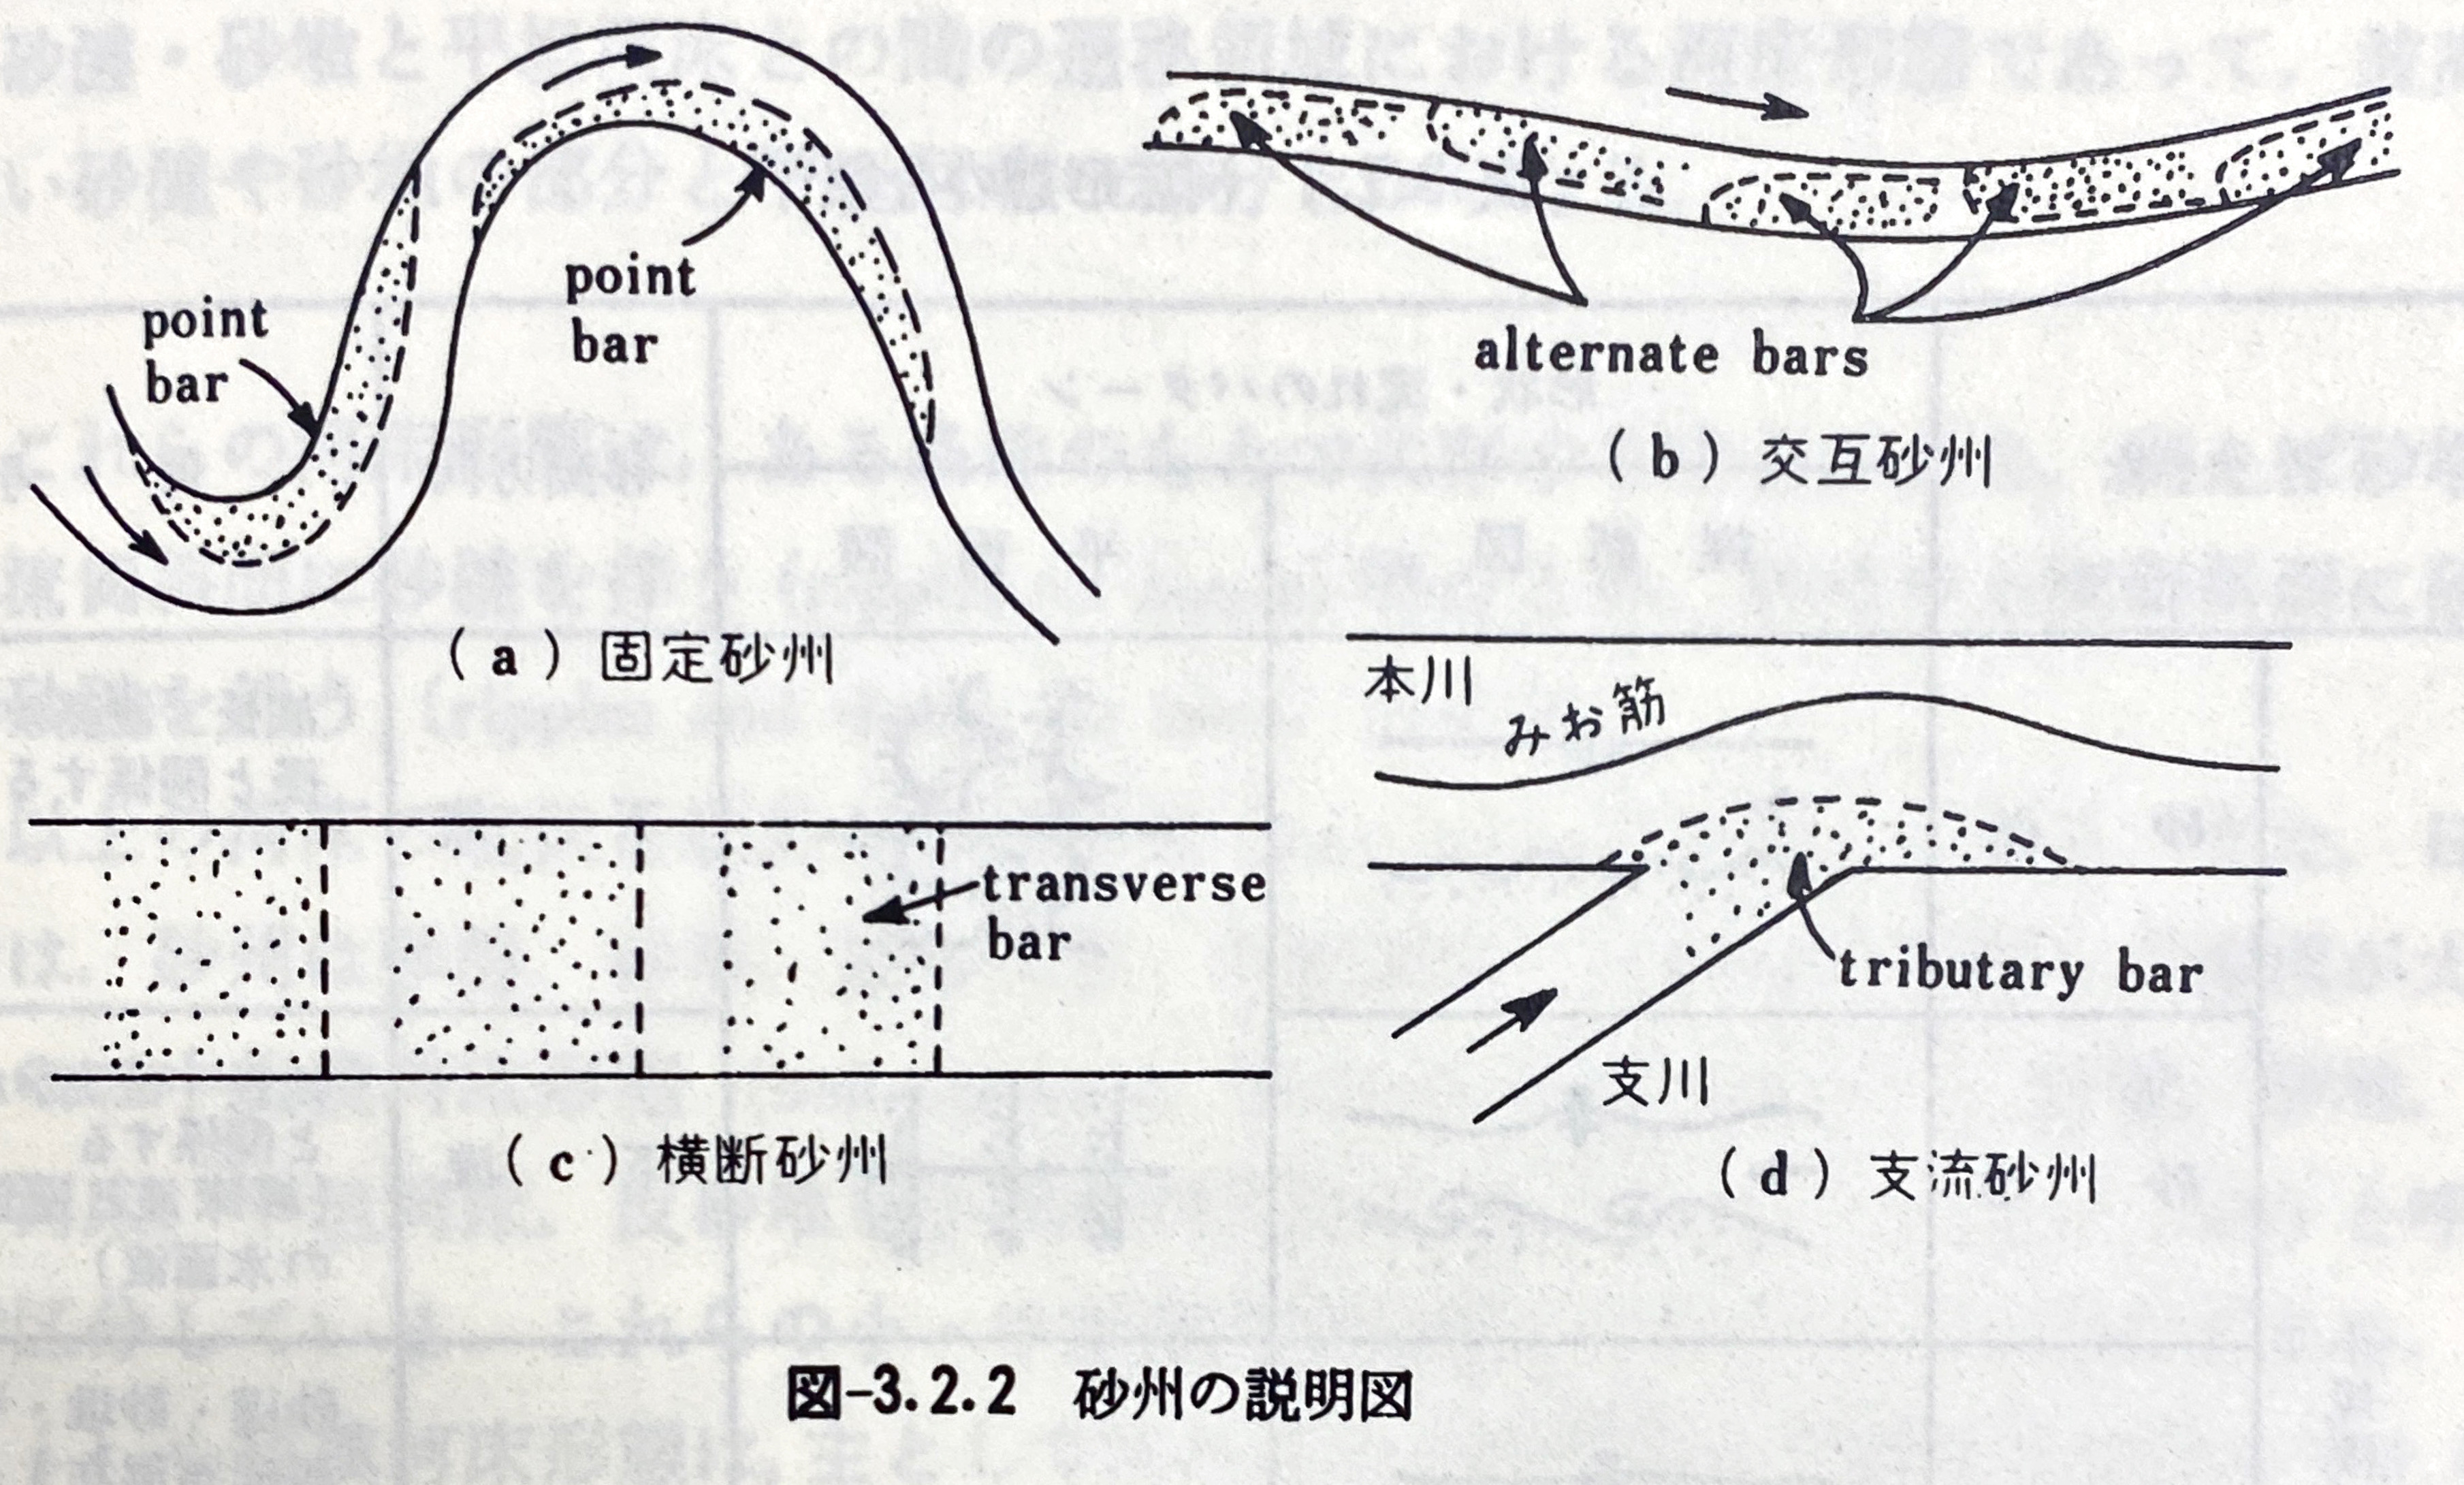 point
bar
point
bar
(a) 固定砂州
alternate bars
(b) 交互砂州
transverse
bar
(c) 横断砂州
本川
みお筋
tributary bar
支川
(d) 支流砂州
図-3.2.2 砂州の説明図